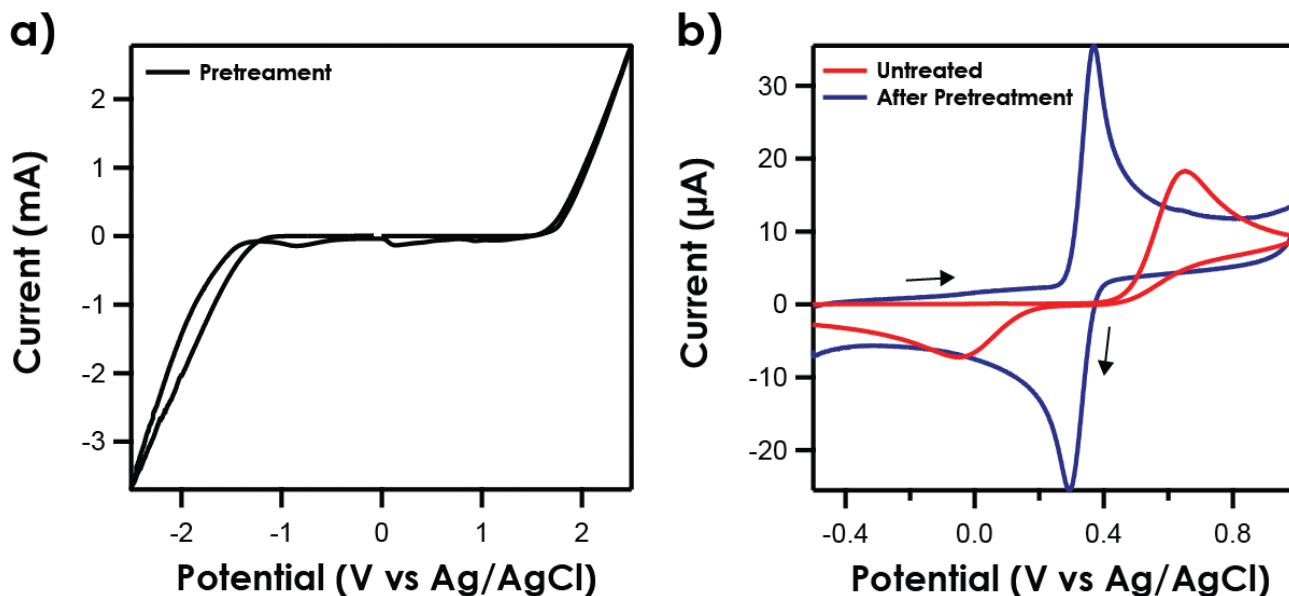 a)
Pretreament
2
1
0
-1
-2
-3
Current (mA)
-2 -1 0 1 2
Potential (V vs Ag/AgCl)
b)
Untreated
After Pretreatment
30
20
10
0
-10
-20
Current (µA)
-0.4 0.0 0.4 0.8
Potential (V vs Ag/AgCl)